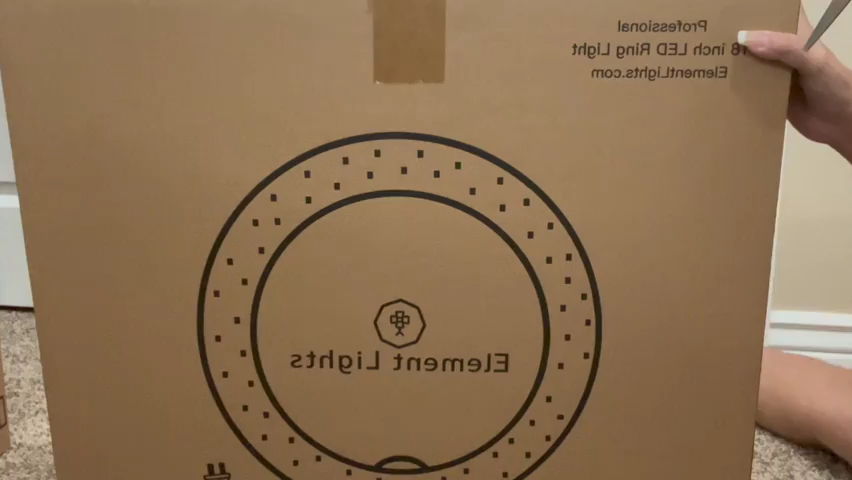 Professional
18 inch LED Ring Light
ElementLights.com
Element Lights